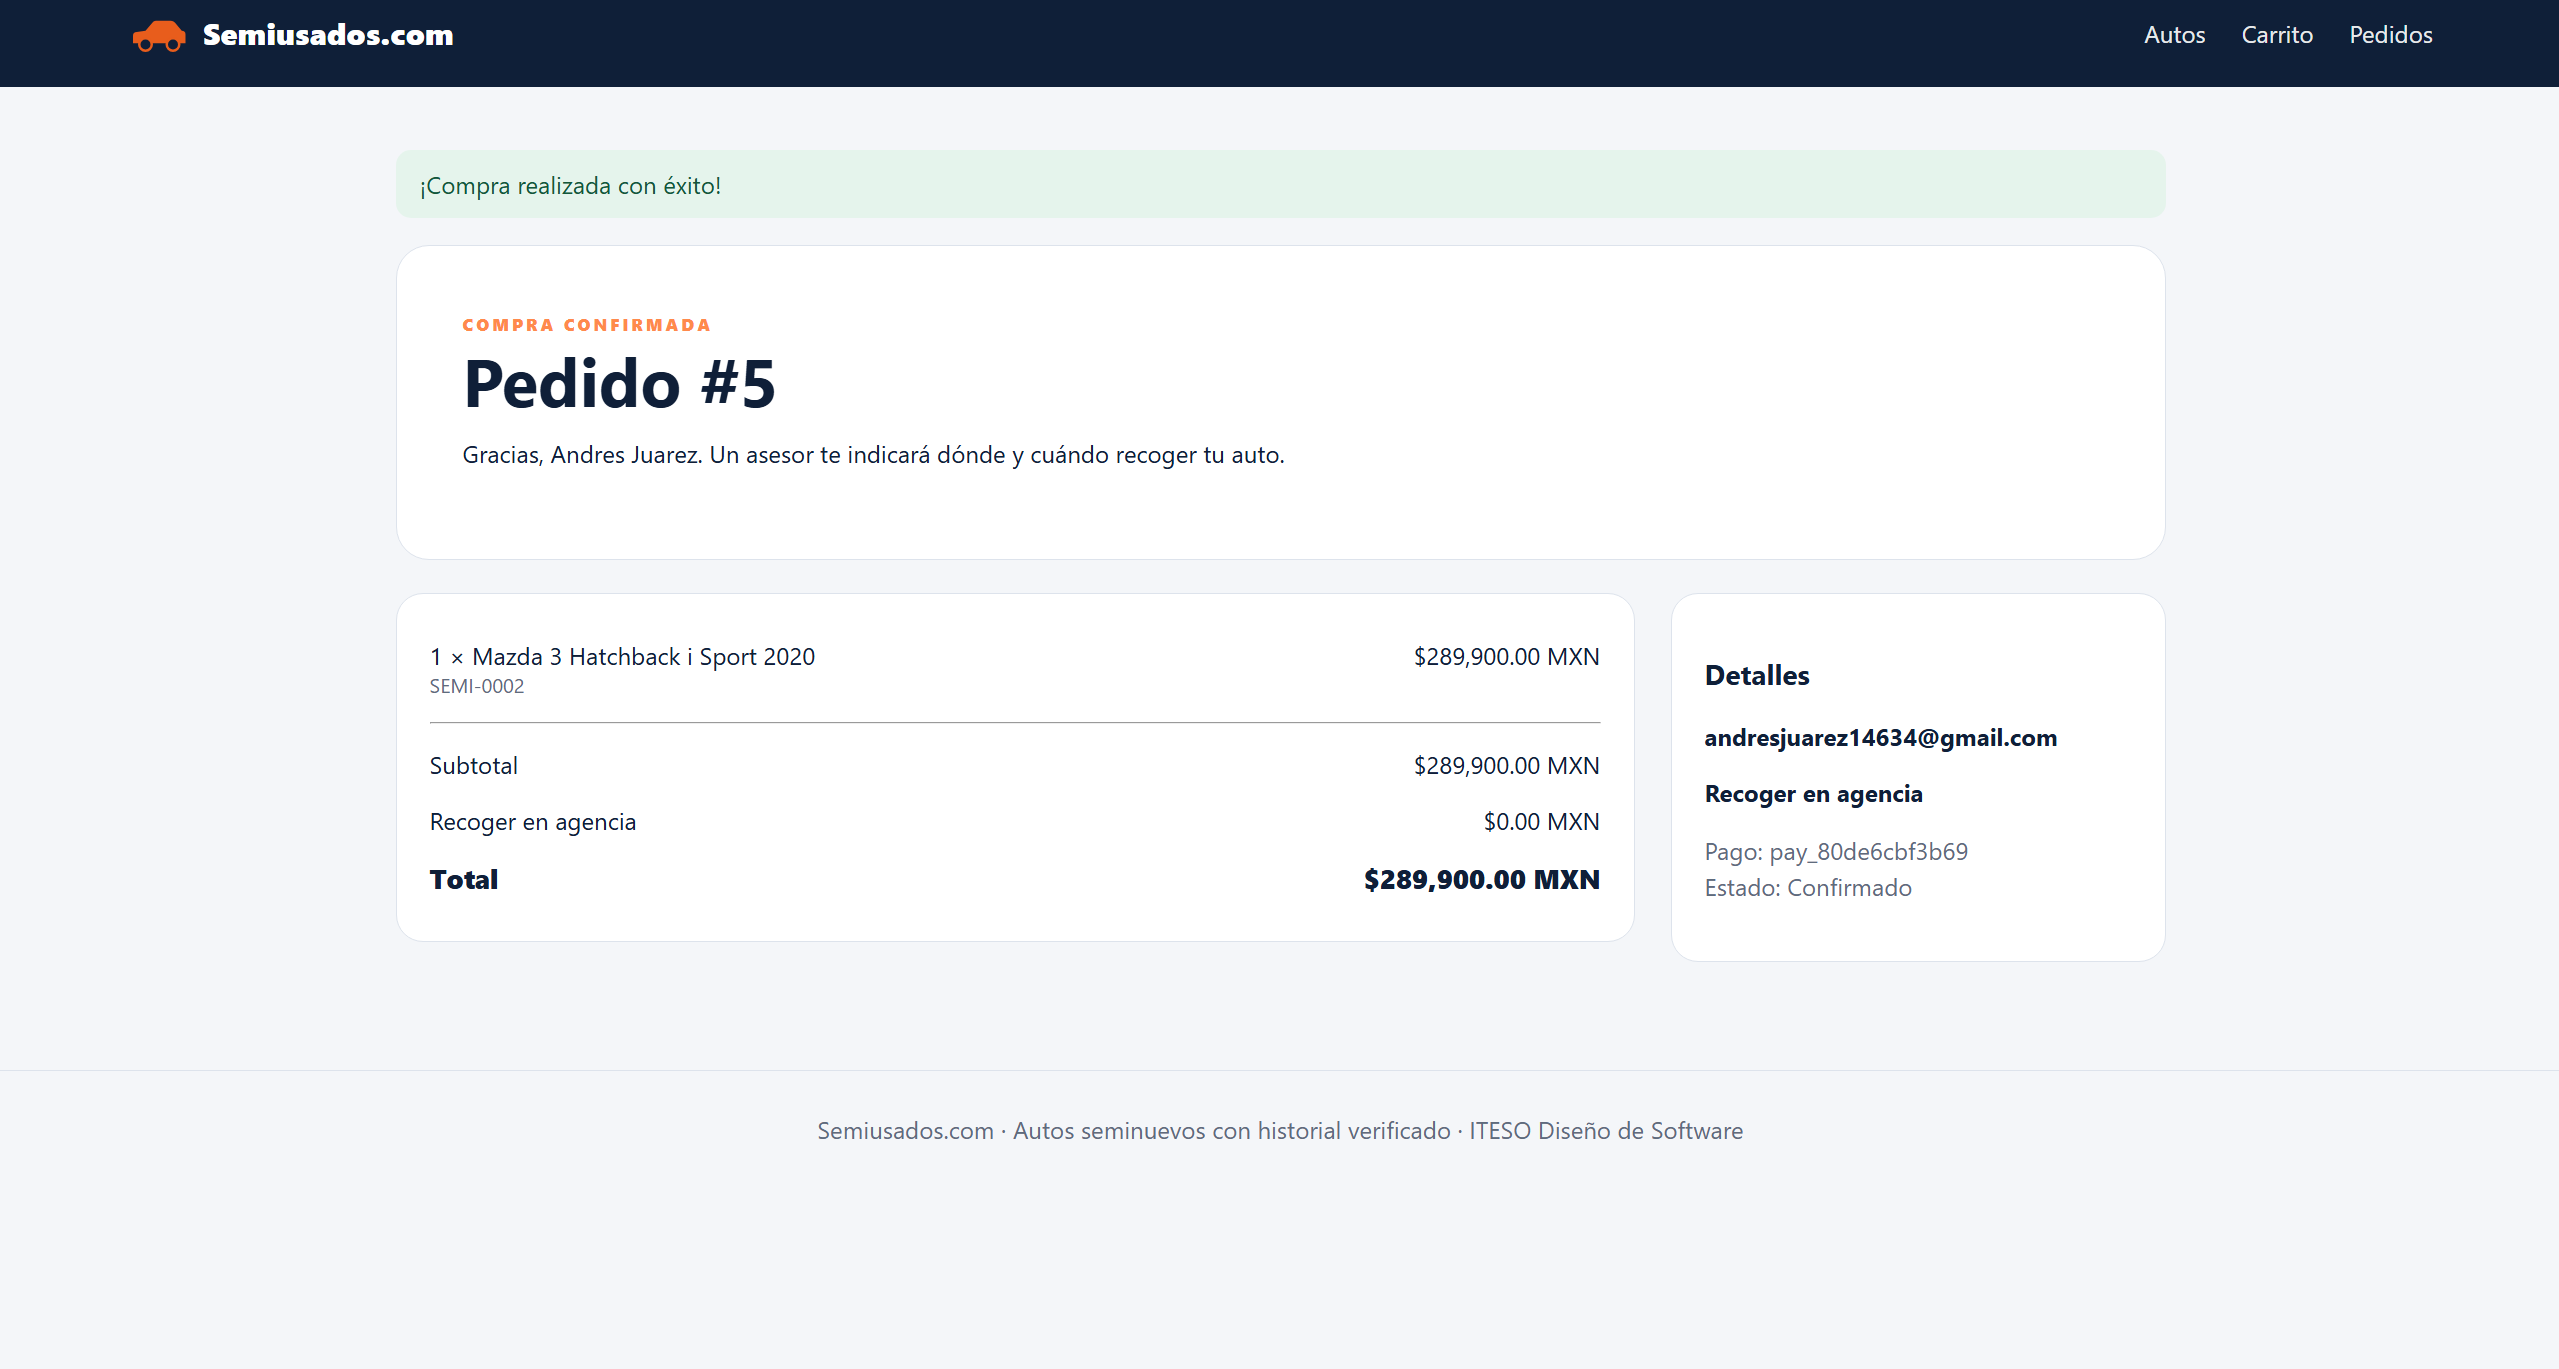 Semiusados.com
Autos Carrito Pedidos
¡Compra realizada con éxito!
COMPRA CONFIRMADA
Pedido #5
Gracias, Andres Juarez. Un asesor te indicará dónde y cuándo recoger tu auto.
1 × Mazda 3 Hatchback i Sport 2020 $289,900.00 MXN
SEMI-0002
Subtotal $289,900.00 MXN
Recoger en agencia $0.00 MXN
Total $289,900.00 MXN
Detalles
andresjuarez14634@gmail.com
Recoger en agencia
Pago: pay_80de6cbf3b69
Estado: Confirmado
Semiusados.com · Autos seminuevos con historial verificado · ITESO Diseño de Software